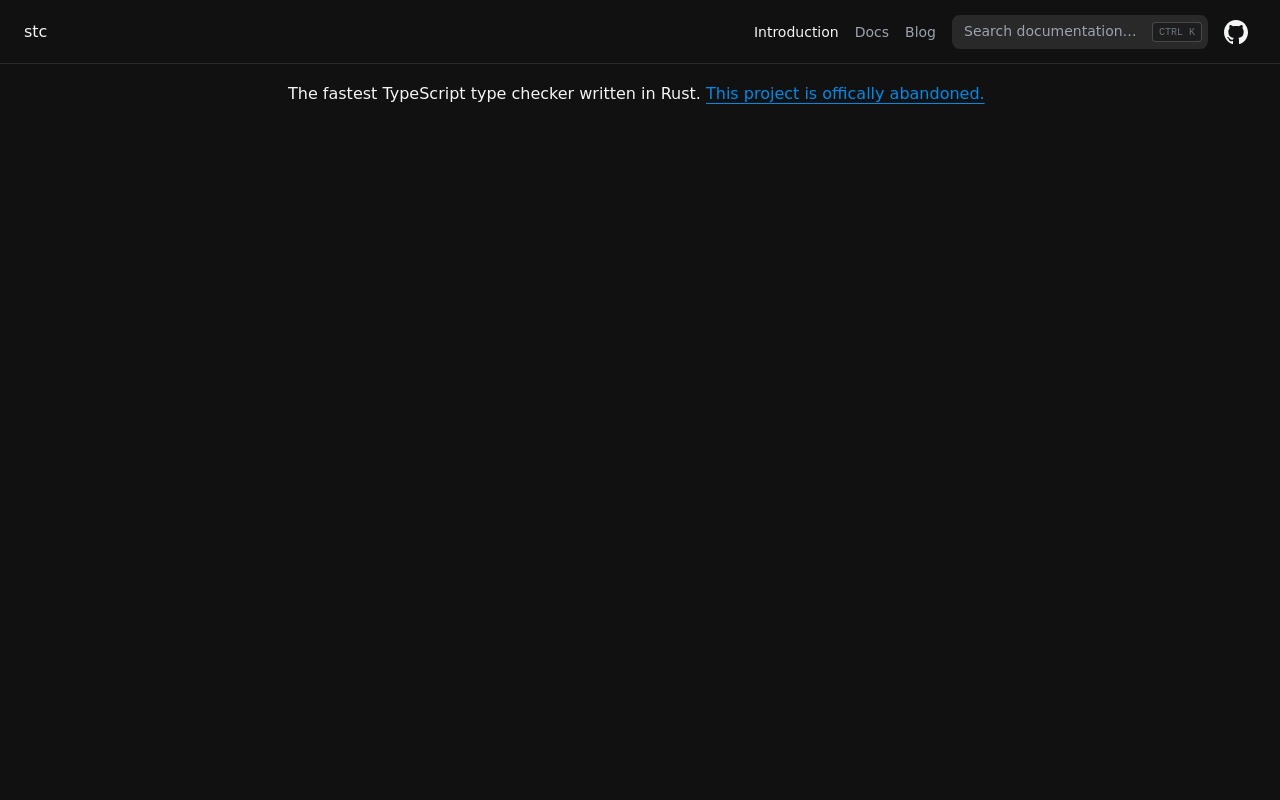 stc
Introduction Docs Blog Search documentation… CTRL K
The fastest TypeScript type checker written in Rust. This project is offically abandoned.